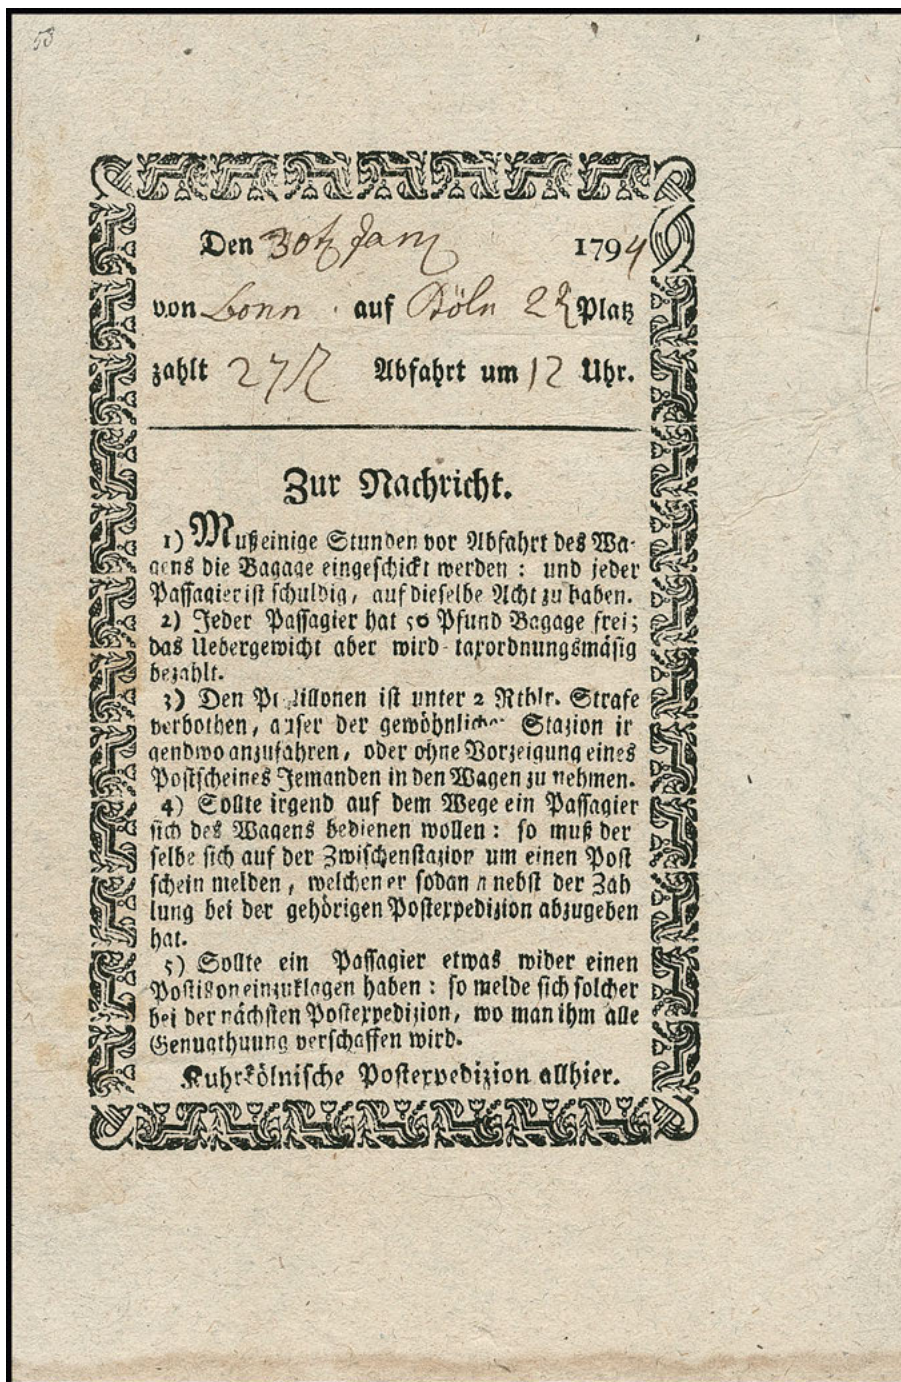 58
Den 30t Jan 1794
von Bonn auf Cöln 2 Platz
zahlt 27 Abfahrt um 12 Uhr.
Zur Nachricht.
1) Muß einige Stunden vor Abfahrt des Wa-
gens die Bagage eingeschickt werden : und jeder
Passagier ist schuldig, auf dieselbe Acht zu haben.
2) Jeder Passagier hat 50 Pfund Bagage frei;
das Uebergewicht aber wird taxordnungsmäsig
bezahlt.
3) Den Postillonen ist unter 2 Rthlr. Strafe
verbothen, auser der gewöhnlichen Stazion ir
gendwo anzufahren, oder ohne Vorzeigung eines
Postscheines Jemanden in den Wagen zu nehmen.
4) Sollte irgend auf dem Wege ein Passagier
sich des Wagens bedienen wollen : so muß der
selbe sich auf der Zwischenstazion um einen Post
schein melden, welchen er sodan n nebst der Zah
lung bei der gehörigen Postexpedizion abzugeben
hat.
5) Sollte ein Passagier etwas wider einen
Postillon einzuklagen haben : so melde sich solcher
bei der nächsten Postexpedizion, wo man ihm alle
Genugthuung verschaffen wird.
Kuhrkölnische Postexpedizion allhier.